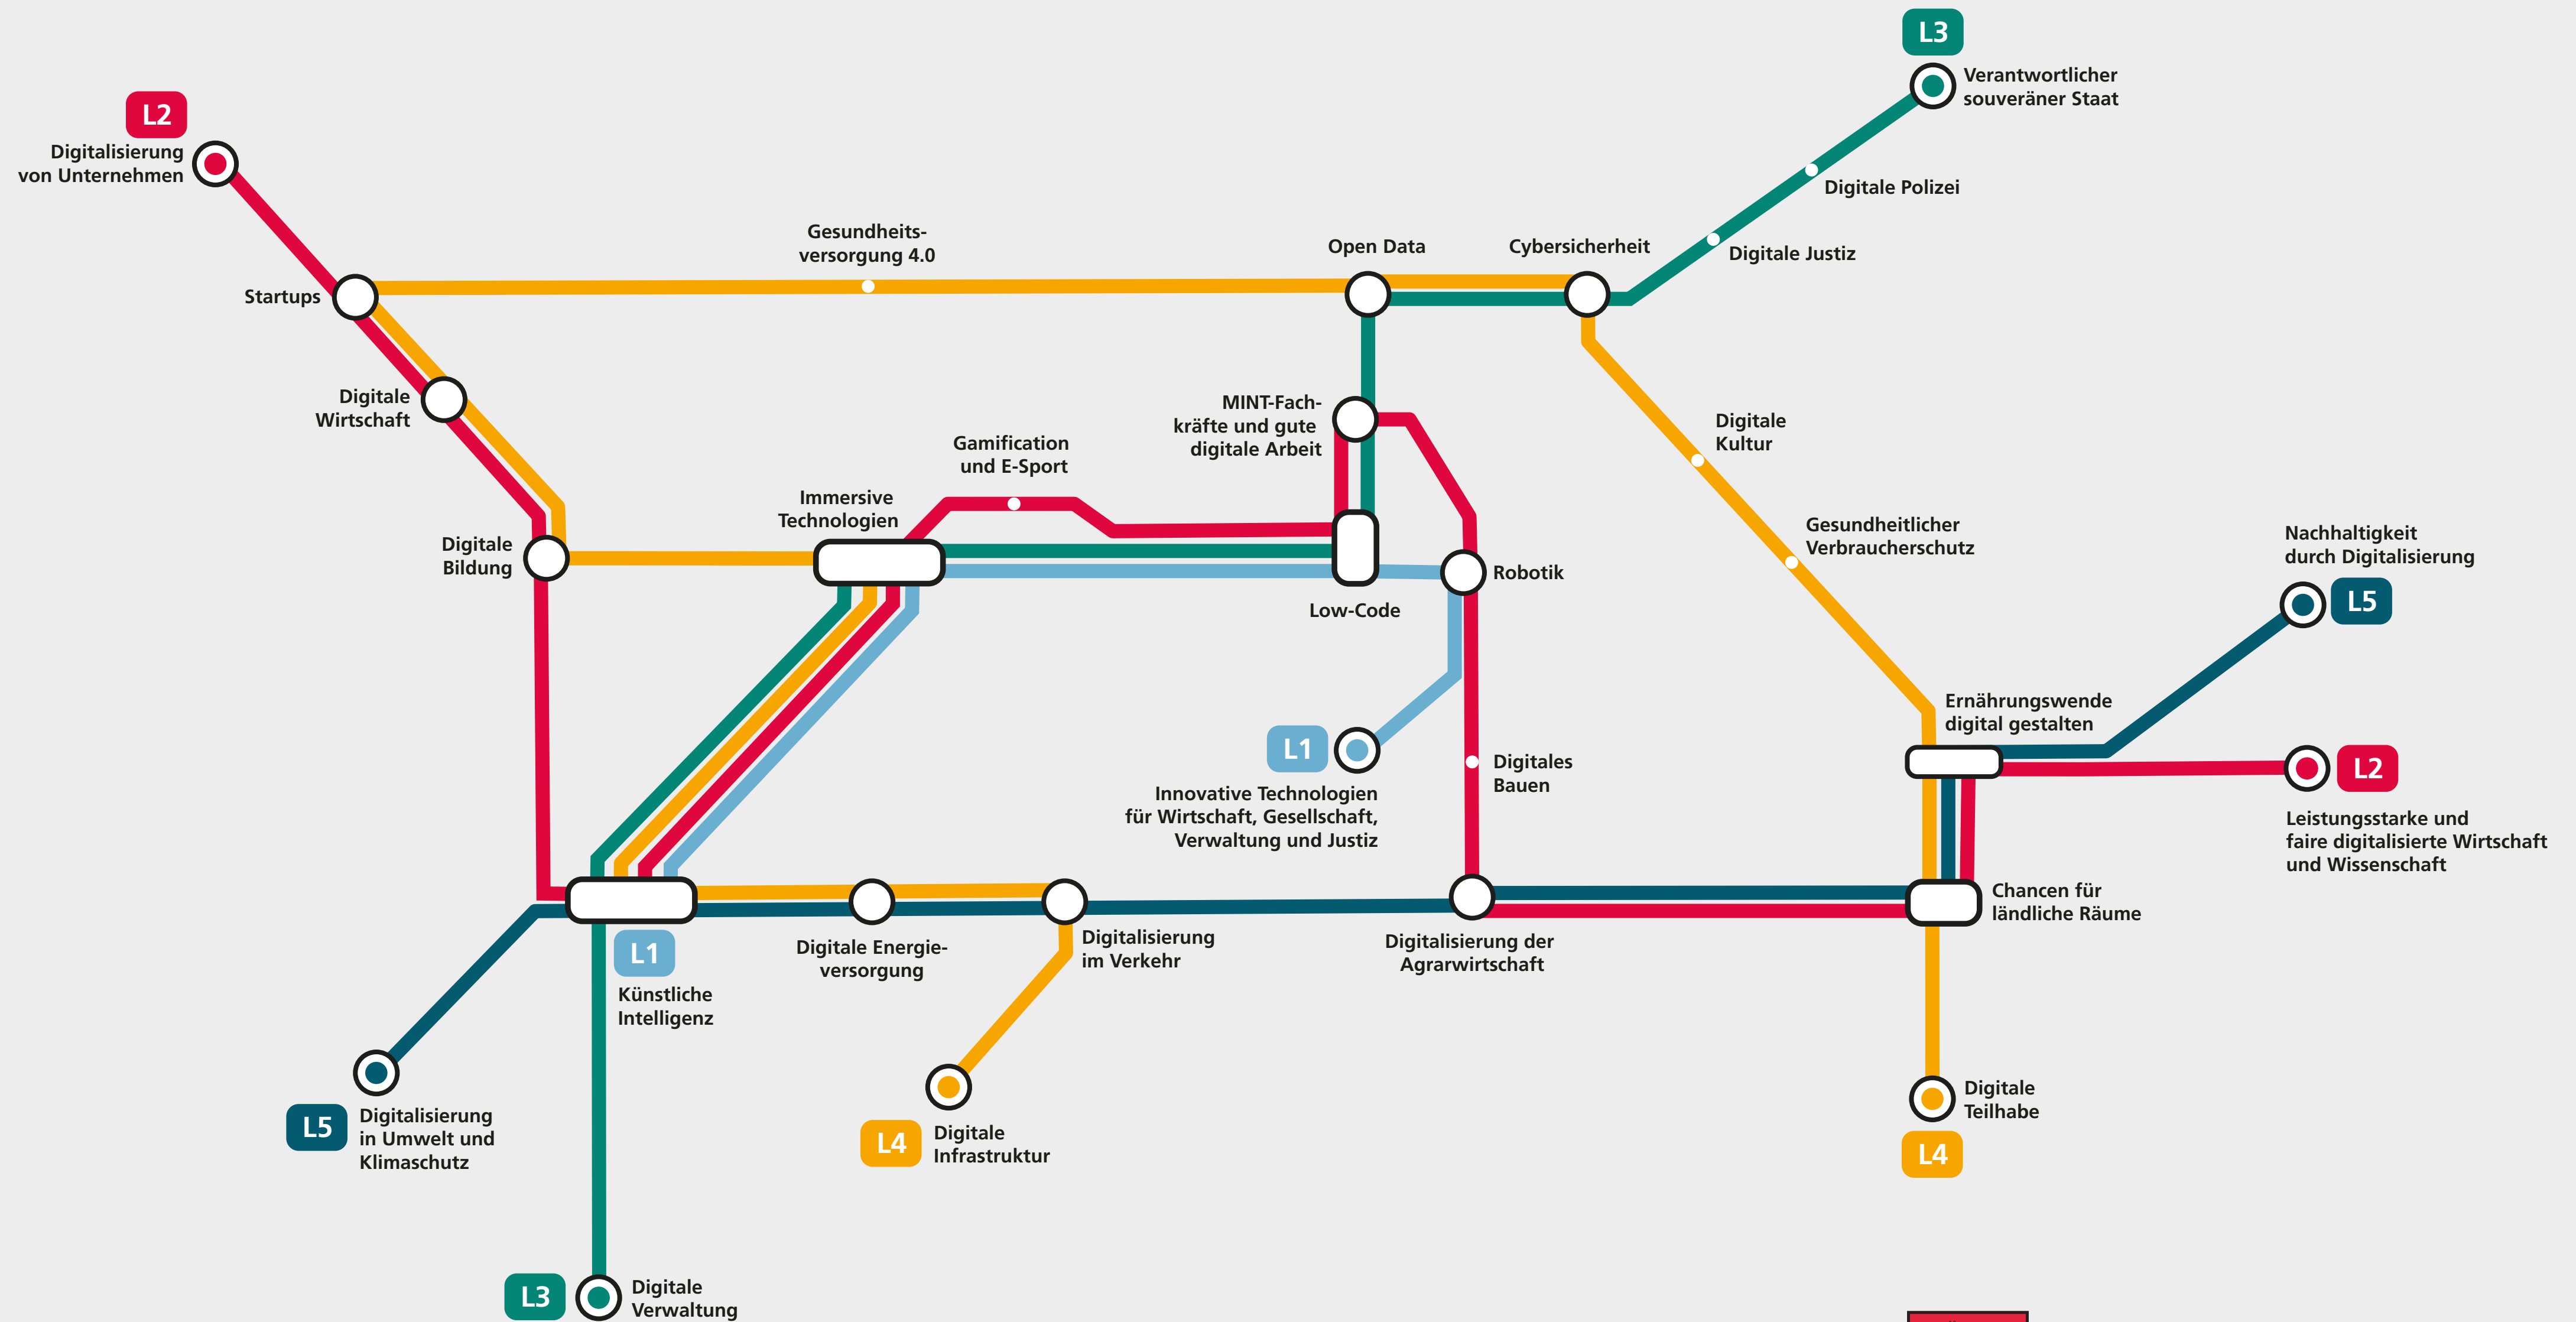 L3
Verantwortlicher
souveräner Staat
L2
Digitalisierung
von Unternehmen
Digitale Polizei
Gesundheits-
versorgung 4.0
Open Data
Cybersicherheit
Digitale Justiz
Startups
Digitale
Wirtschaft
MINT-Fach-
kräfte und gute
digitale Arbeit
Digitale
Kultur
Gamification
und E-Sport
Immersive
Technologien
Gesundheitlicher
Verbraucherschutz
Nachhaltigkeit
durch Digitalisierung
L5
Digitale
Bildung
Robotik
Low-Code
Ernährungswende
digital gestalten
L1
Innovative Technologien
für Wirtschaft, Gesellschaft,
Verwaltung und Justiz
Digitales
Bauen
L2
Leistungsstarke und
faire digitalisierte Wirtschaft
und Wissenschaft
Chancen für
ländliche Räume
L1
Künstliche
Intelligenz
Digitale Energie-
versorgung
Digitalisierung
im Verkehr
Digitalisierung der
Agrarwirtschaft
L5
Digitalisierung
in Umwelt und
Klimaschutz
L4
Digitale
Infrastruktur
Digitale
Teilhabe
L4
L3
Digitale
Verwaltung